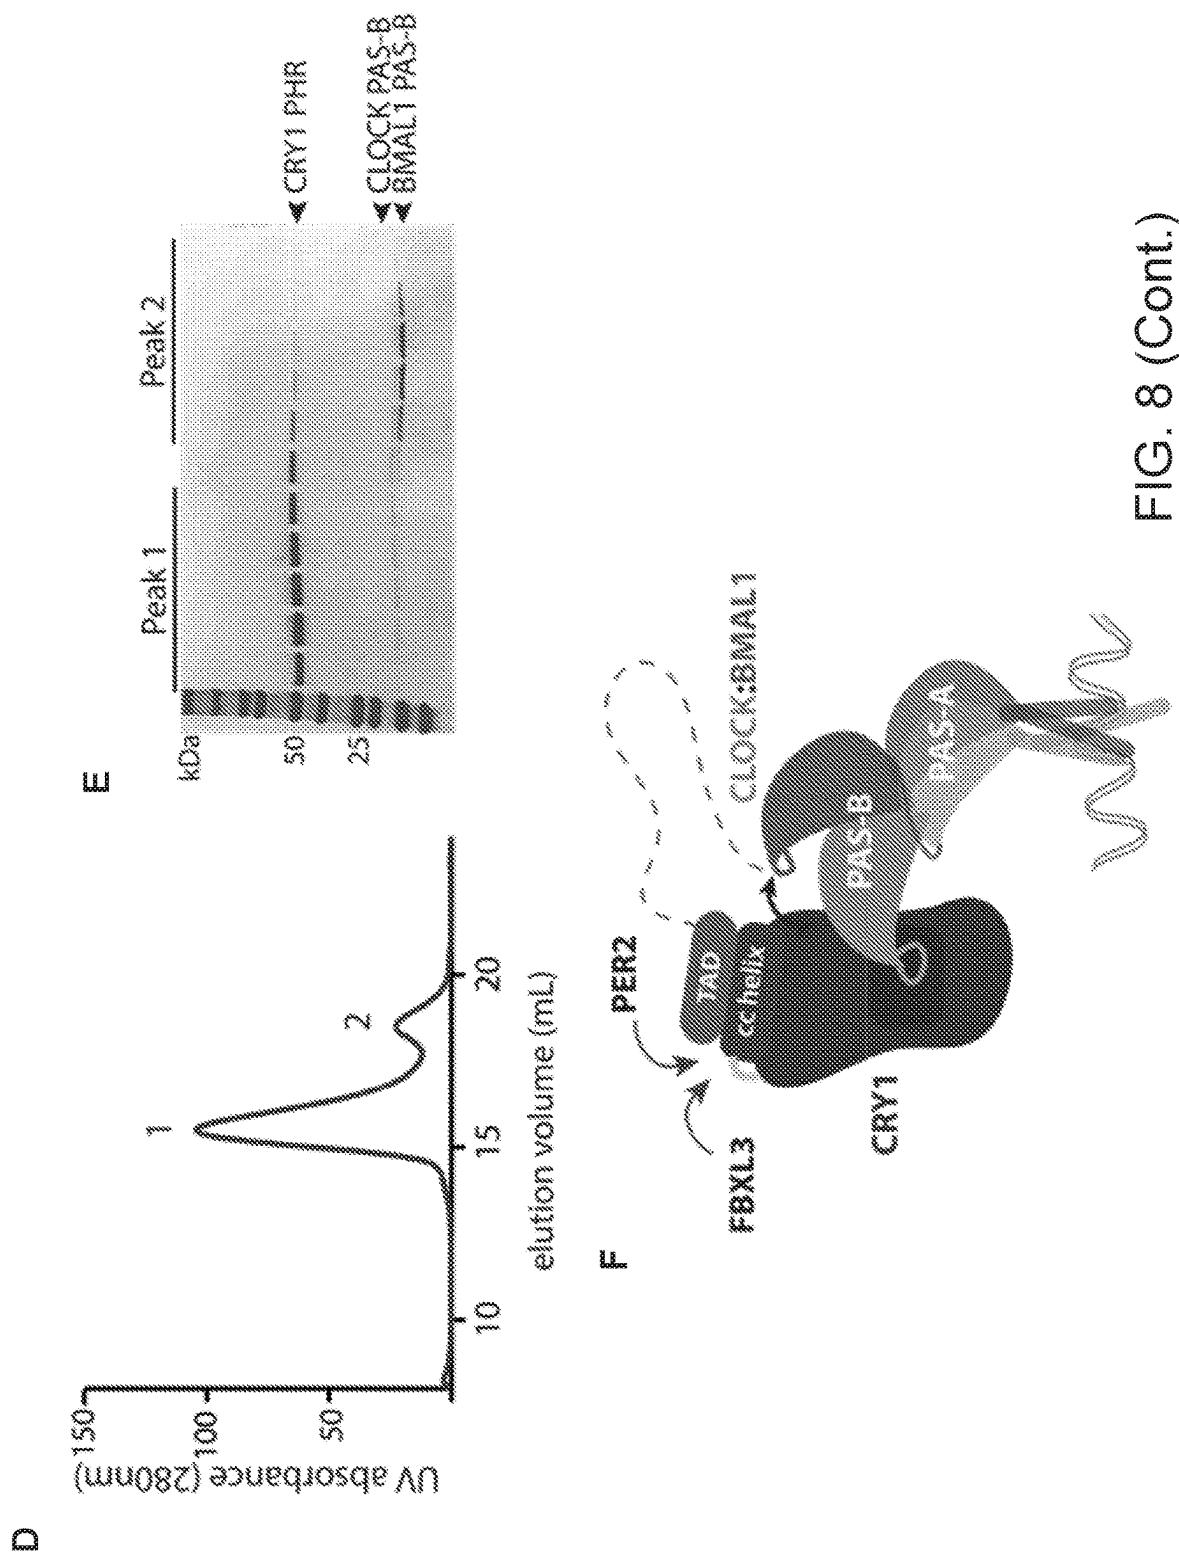 D
UV absorbance (280nm)
150
100
50
1
2
10
15
20
elution volume (mL)
E
Peak 1
Peak 2
kDa
50
25
CRY1 PHR
CLOCK PAS-B
BMAL1 PAS-B
F
FBXL3
PER2
TAD
cc helix
CRY1
CLOCK:BMAL1
PAS-B
PAS-A
FIG. 8 (Cont.)